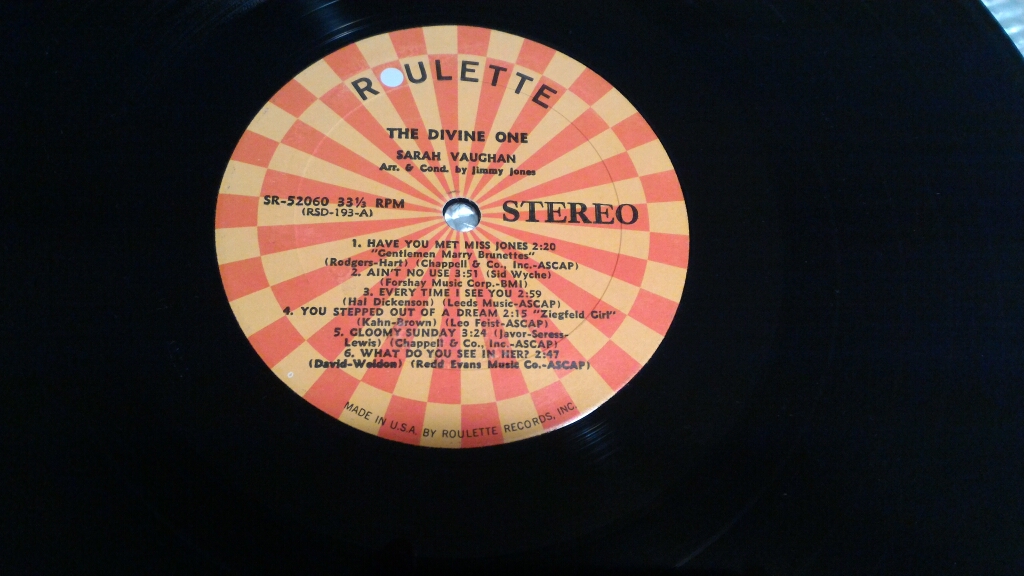 ROULETTE
THE DIVINE ONE
SARAH VAUGHAN
Arr. & Cond. by Jimmy Jones
SR-52060 33⅓ RPM
(RSD-193-A)
STEREO
1. HAVE YOU MET MISS JONES 2:20
"Gentlemen Marry Brunettes"
(Rodgers-Hart) (Chappell & Co., Inc.-ASCAP)
2. AIN'T NO USE 3:51 (Sid Wyche)
(Forshay Music Corp.-BMI)
3. EVERY TIME I SEE YOU 2:59
(Hal Dickenson) (Leeds Music-ASCAP)
4. YOU STEPPED OUT OF A DREAM 2:15 "Ziegfeld Girl"
(Kahn-Brown) (Leo Feist-ASCAP)
5. GLOOMY SUNDAY 3:24 (Javor-Seress-
Lewis) (Chappell & Co., Inc.-ASCAP)
6. WHAT DO YOU SEE IN HER? 2:47
(David-Weldon) (Redd Evans Music Co.-ASCAP)
MADE IN U.S.A. BY ROULETTE RECORDS, INC.